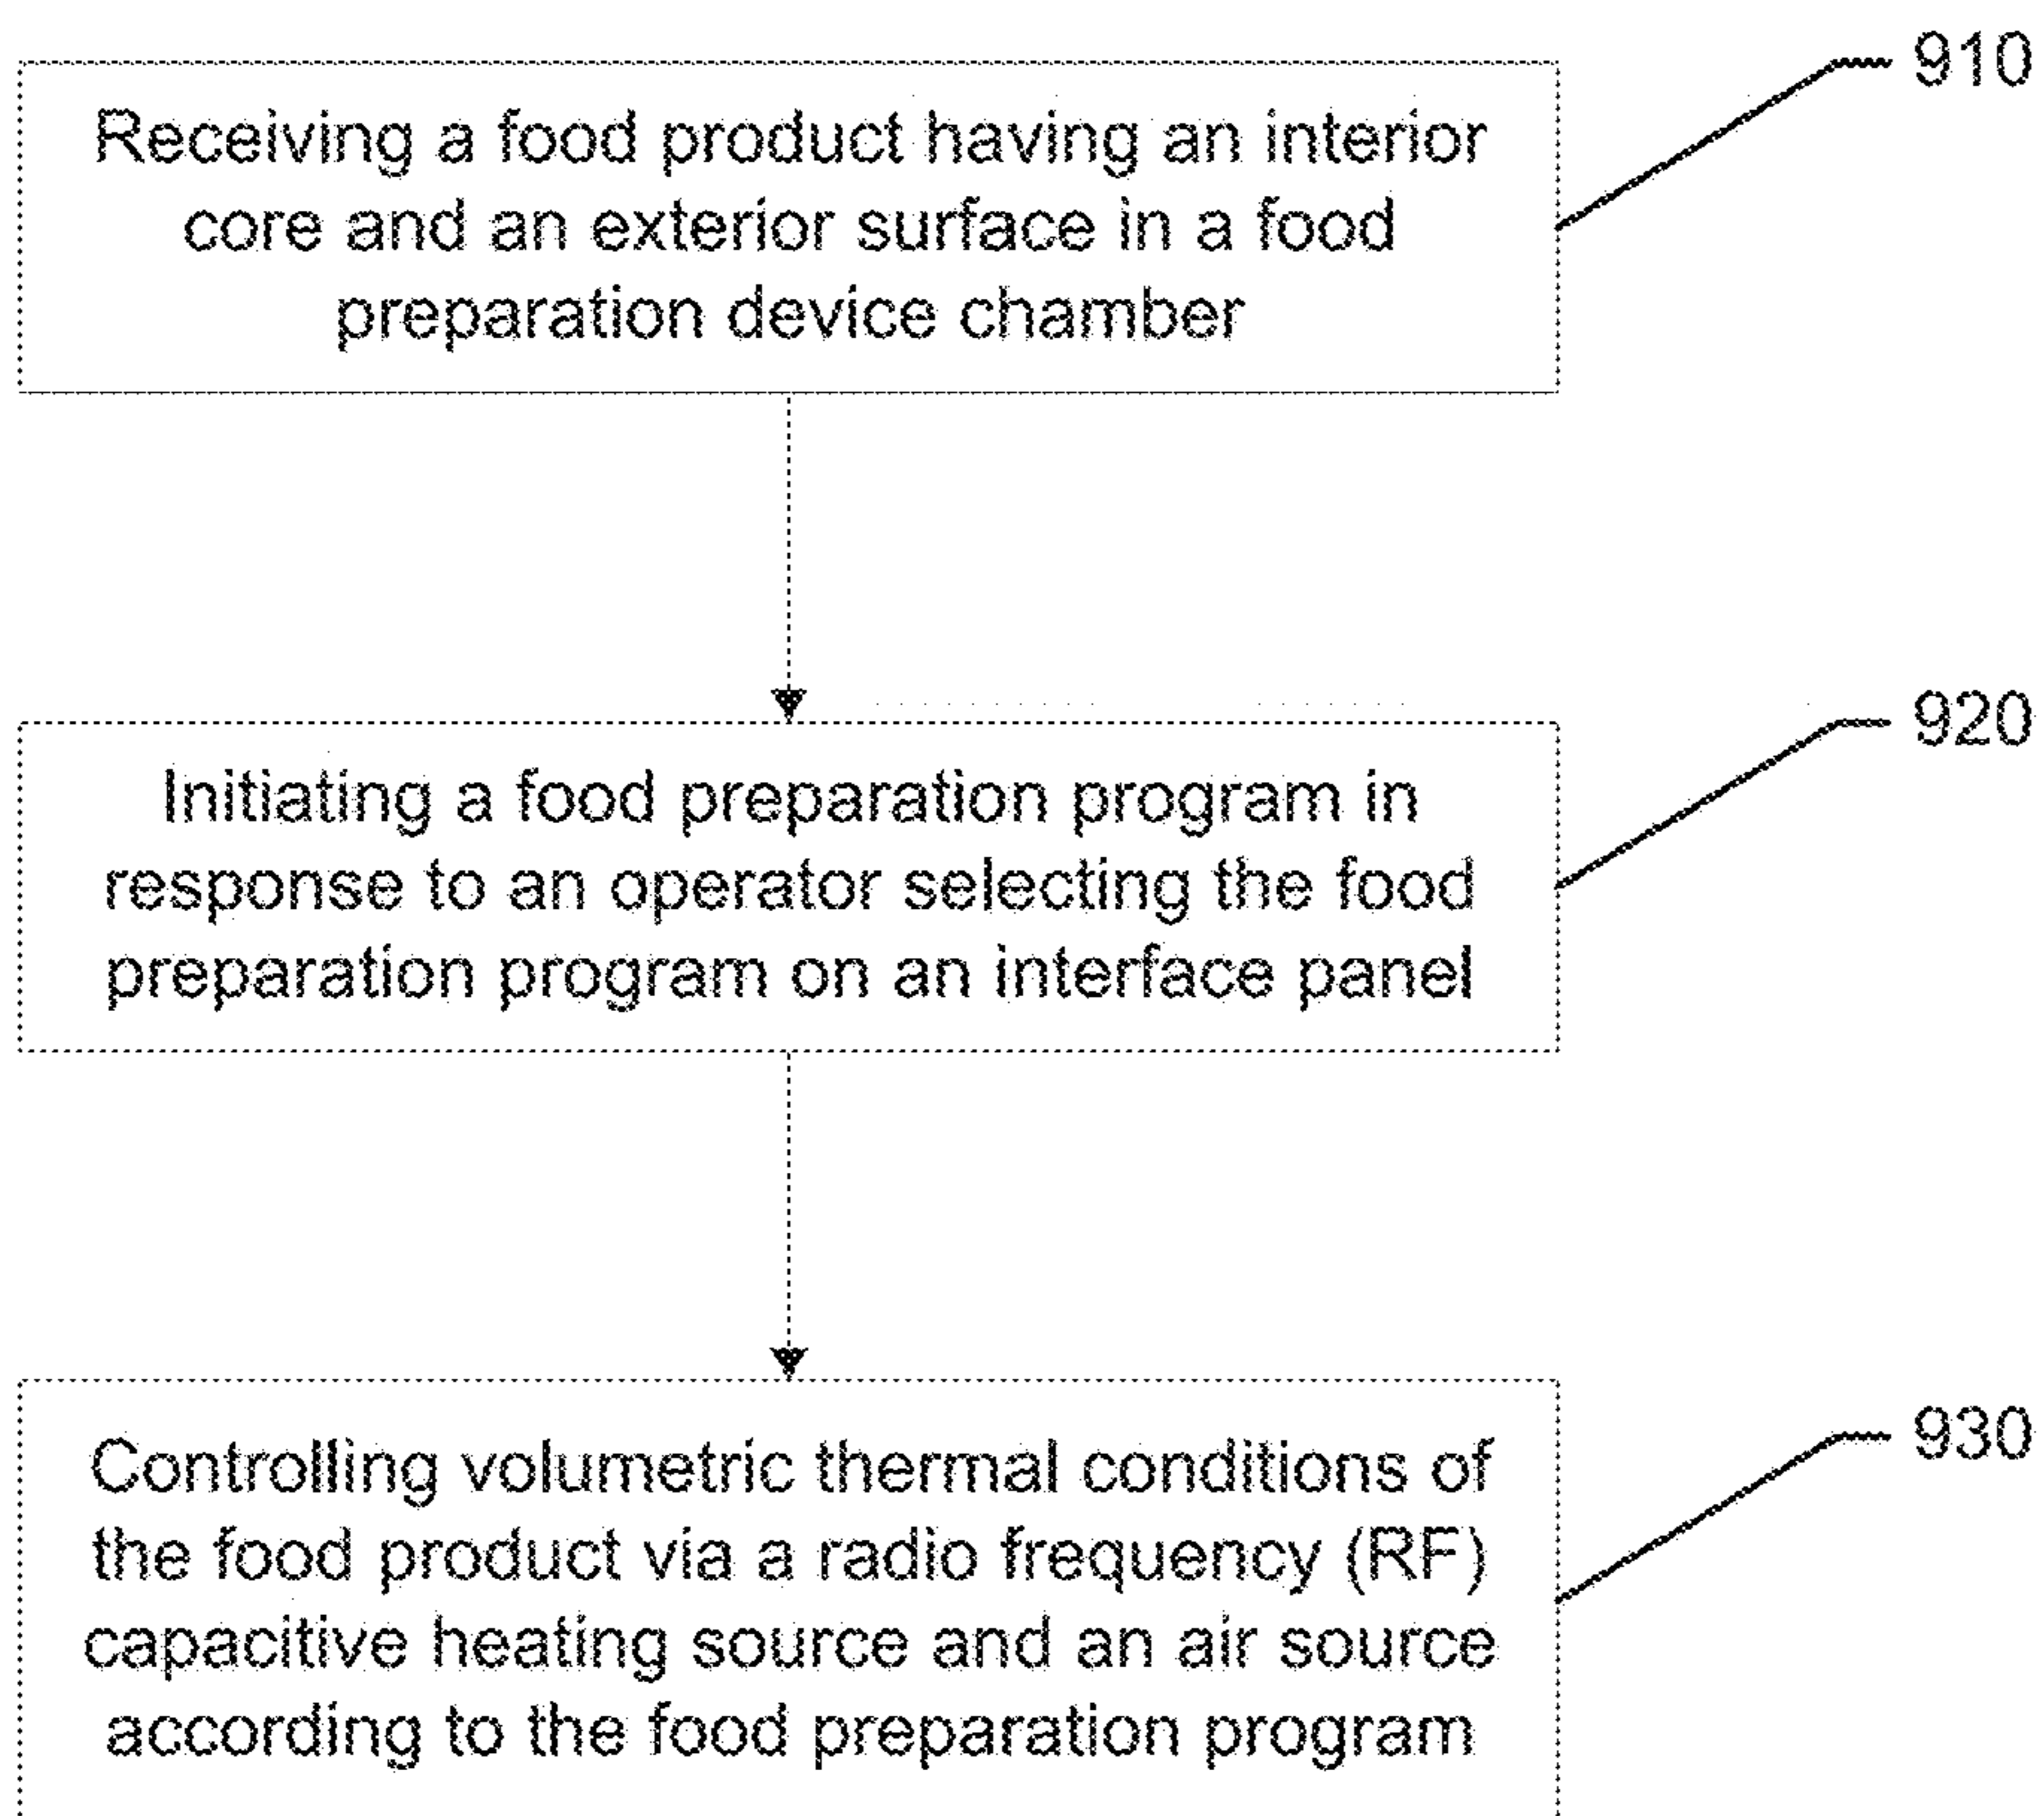 910
Receiving a food product having an interior
core and an exterior surface in a food
preparation device chamber
920
Initiating a food preparation program in
response to an operator selecting the food
preparation program on an interface panel
930
Controlling volumetric thermal conditions of
the food product via a radio frequency (RF)
capacitive heating source and an air source
according to the food preparation program